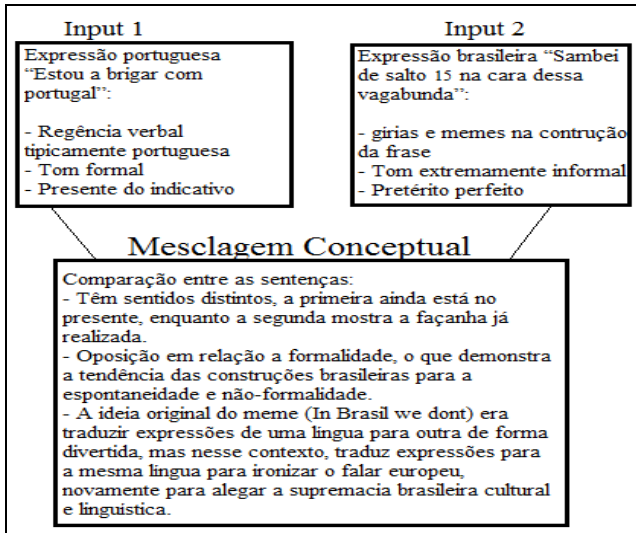 Input 1
Expressão portuguesa
“Estou a brigar com
portugal”:
- Regência verbal
tipicamente portuguesa
- Tom formal
- Presente do indicativo
Input 2
Expressão brasileira “Sambei
de salto 15 na cara dessa
vagabunda”:
- girias e memes na contrução
da frase
- Tom extremamente informal
- Pretérito perfeito
Mesclagem Conceptual
Comparação entre as sentenças:
- Têm sentidos distintos, a primeira ainda está no
presente, enquanto a segunda mostra a façanha já
realizada.
- Oposição em relação a formalidade, o que demonstra
a tendência das construções brasileiras para a
espontaneidade e não-formalidade.
- A ideia original do meme (In Brasil we dont) era
traduzir expressões de uma lingua para outra de forma
divertida, mas nesse contexto, traduz expressões para
a mesma lingua para ironizar o falar europeu,
novamente para alegar a supremacia brasileira cultural
e linguistica.